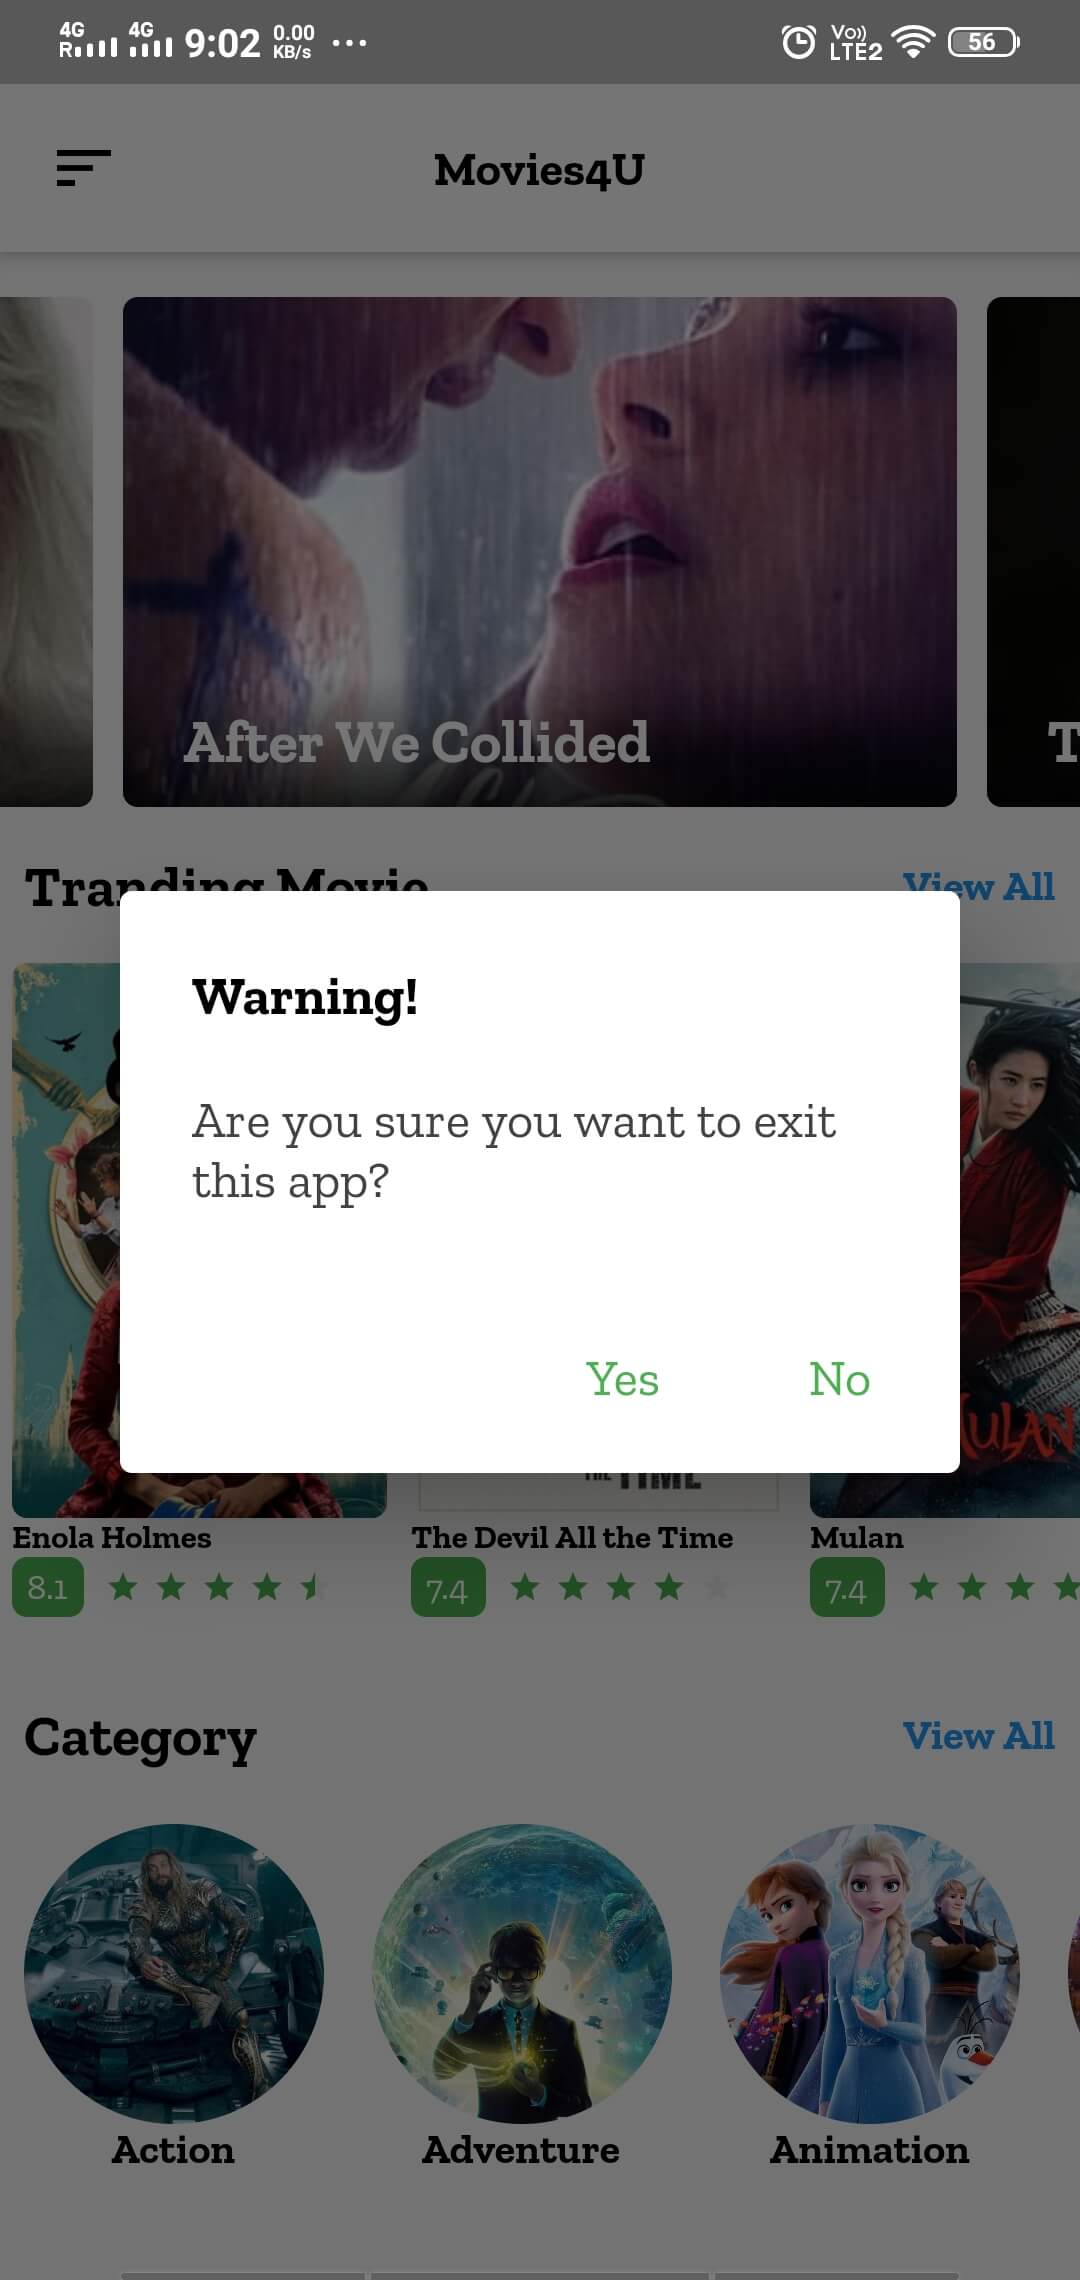 4G 4G 9:02 0.00 KB/s ... Vo)) LTE2 56
R
Movies4U
After We Collided
T
Tranding Movie
View All
Warning!
Are you sure you want to exit
this app?
Yes No
MULAN
THE TIME
Enola Holmes The Devil All the Time Mulan
8.1 7.4 7.4
Category View All
Action Adventure Animation